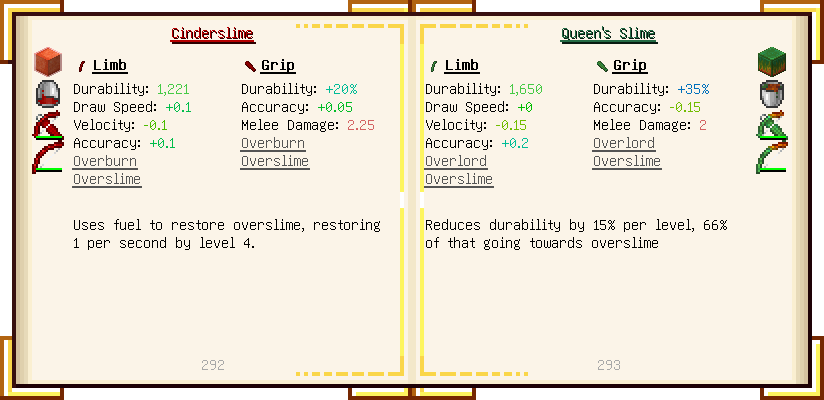 Cinderslime
Limb
Durability: 1,221
Draw Speed: +0.1
Velocity: -0.1
Accuracy: +0.1
Overburn
Overslime
Grip
Durability: +20%
Accuracy: +0.05
Melee Damage: 2.25
Overburn
Overslime
Uses fuel to restore overslime, restoring
1 per second by level 4.
292
Queen's Slime
Limb
Durability: 1,650
Draw Speed: +0
Velocity: -0.15
Accuracy: +0.2
Overlord
Overslime
Grip
Durability: +35%
Accuracy: -0.15
Melee Damage: 2
Overlord
Overslime
Reduces durability by 15% per level, 66%
of that going towards overslime
293